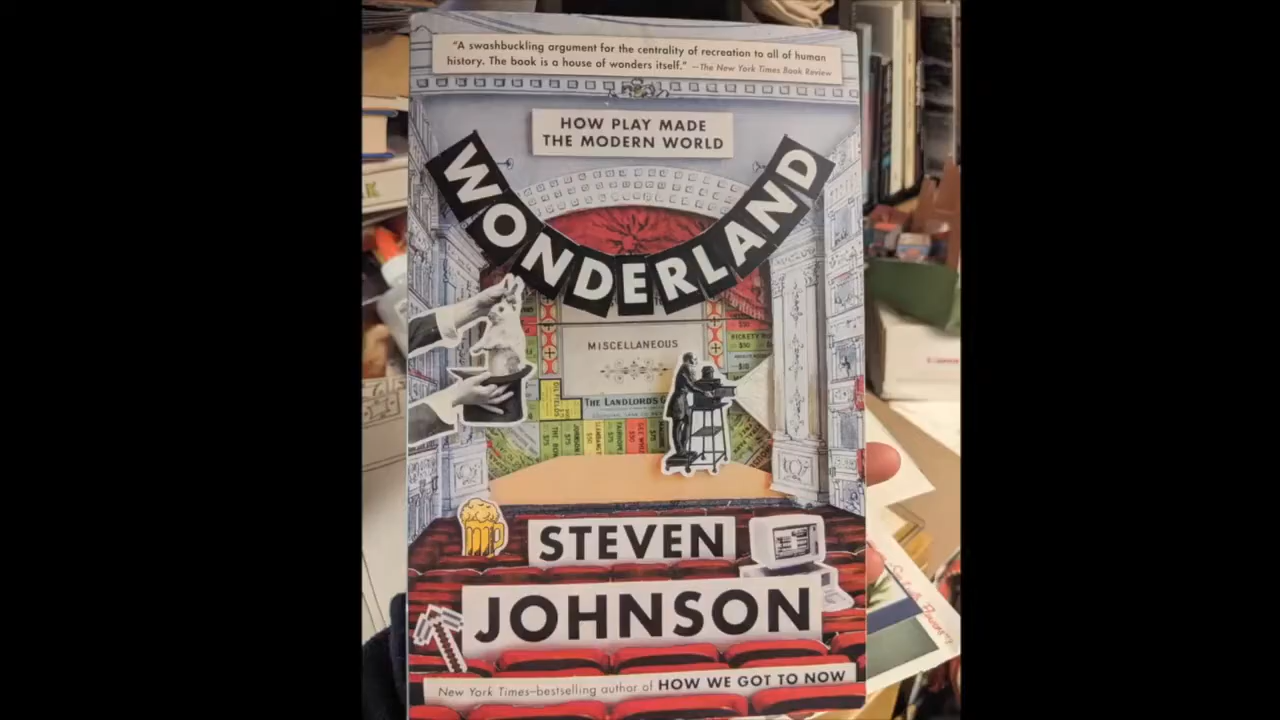 "A swashbuckling argument for the centrality of recreation to all of human
history. The book is a house of wonders itself." —The New York Times Book Review
HOW PLAY MADE
THE MODERN WORLD
WONDERLAND
MISCELLANEOUS
THE LANDLORD'S G
STEVEN
JOHNSON
New York Times–bestselling author of HOW WE GOT TO NOW